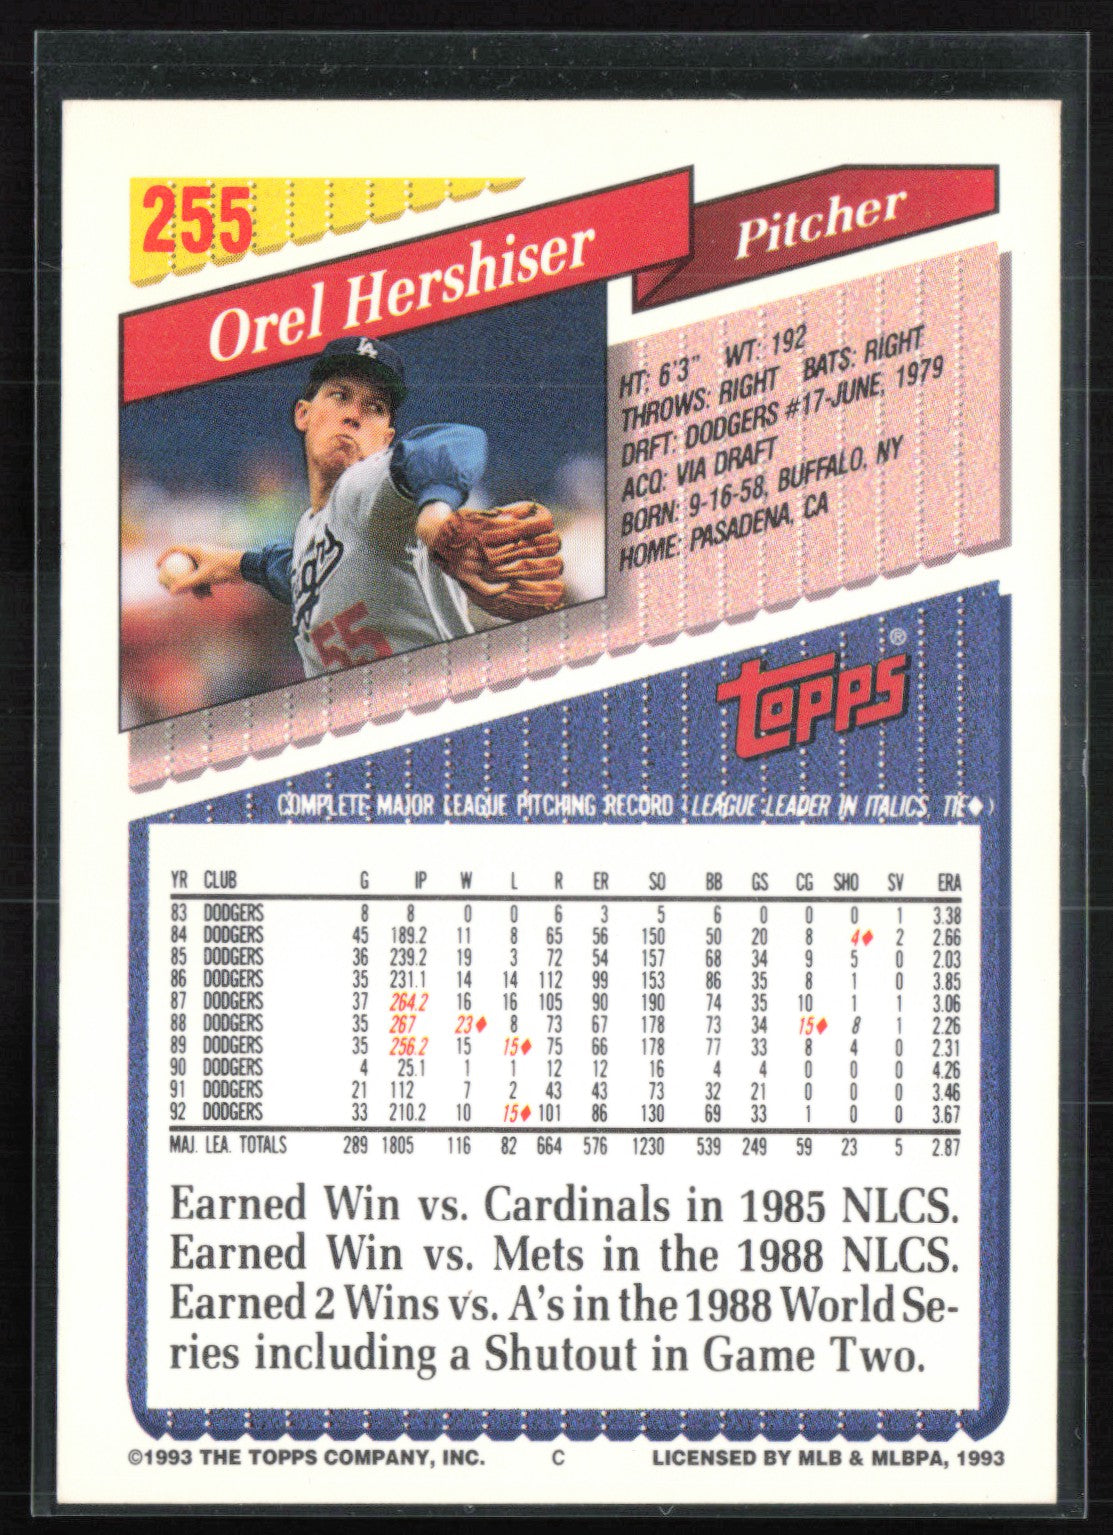 255
Orel Hershiser
Pitcher
LA
HT: 6'3" WT: 192
THROWS: RIGHT BATS: RIGHT
DRFT: DODGERS #17-JUNE, 1979
ACQ: VIA DRAFT
BORN: 9-16-58, BUFFALO, NY
HOME: PASADENA, CA
55
Topps®
COMPLETE MAJOR LEAGUE PITCHING RECORD (LEAGUE LEADER IN ITALICS TIE♦)
YR CLUB G IP W L R ER SO BB GS CG SHO SV ERA
83 DODGERS 8 8 0 0 6 3 5 6 0 0 0 1 3.38
84 DODGERS 45 189.2 11 8 65 56 150 50 20 8 4♦ 2 2.66
85 DODGERS 36 239.2 19 3 72 54 157 68 34 9 5 0 2.03
86 DODGERS 35 231.1 14 14 112 99 153 86 35 8 1 0 3.85
87 DODGERS 37 264.2 16 16 105 90 190 74 35 10 1 1 3.06
88 DODGERS 35 267 23♦ 8 73 67 178 73 34 15♦ 8 1 2.26
89 DODGERS 35 256.2 15 15♦ 75 66 178 77 33 8 4 0 2.31
90 DODGERS 4 25.1 1 1 12 12 16 4 4 0 0 0 4.26
91 DODGERS 21 112 7 2 43 43 73 32 21 0 0 0 3.46
92 DODGERS 33 210.2 10 15♦ 101 86 130 69 33 1 0 0 3.67
MAJ. LEA. TOTALS 289 1805 116 82 664 576 1230 539 249 59 23 5 2.87
Earned Win vs. Cardinals in 1985 NLCS.
Earned Win vs. Mets in the 1988 NLCS.
Earned 2 Wins vs. A's in the 1988 World Se-
ries including a Shutout in Game Two.
©1993 THE TOPPS COMPANY, INC. C LICENSED BY MLB & MLBPA, 1993